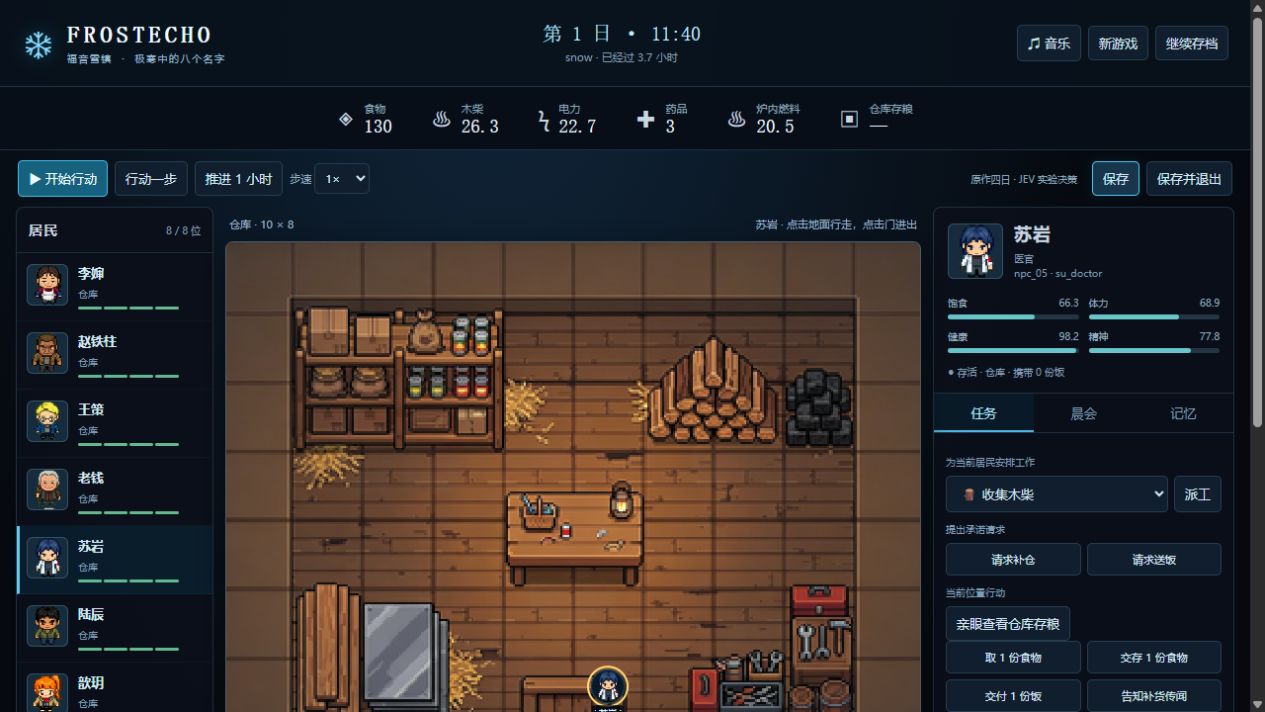 FROSTECHO
福音雪镇 · 极寒中的八个名字
第 1 日 • 11:40
snow · 已经过 3.7 小时
音乐
新游戏
继续存档
食物
130
木柴
26.3
电力
22.7
药品
3
炉内燃料
20.5
仓库存粮
—
▶ 开始行动
行动一步
推进 1 小时
步速
1×
原作四日 · JEV 实验决策
保存
保存并退出
居民
8 / 8 位
李婶
仓库
赵铁柱
仓库
王策
仓库
老钱
仓库
苏岩
仓库
陆辰
仓库
歆玥
仓库
仓库 · 10 × 8
苏岩 · 点击地面行走，点击门进出
苏岩
医官
npc_05 · su_doctor
饱食
66.3
体力
68.9
健康
98.2
精神
77.8
● 存活 · 仓库 · 携带 0 份饭
任务
晨会
记忆
为当前居民安排工作
收集木柴
派工
提出承诺请求
请求补仓
请求送饭
当前位置行动
亲眼查看仓库存粮
取 1 份食物
交存 1 份食物
交付 1 份饭
告知补货传闻